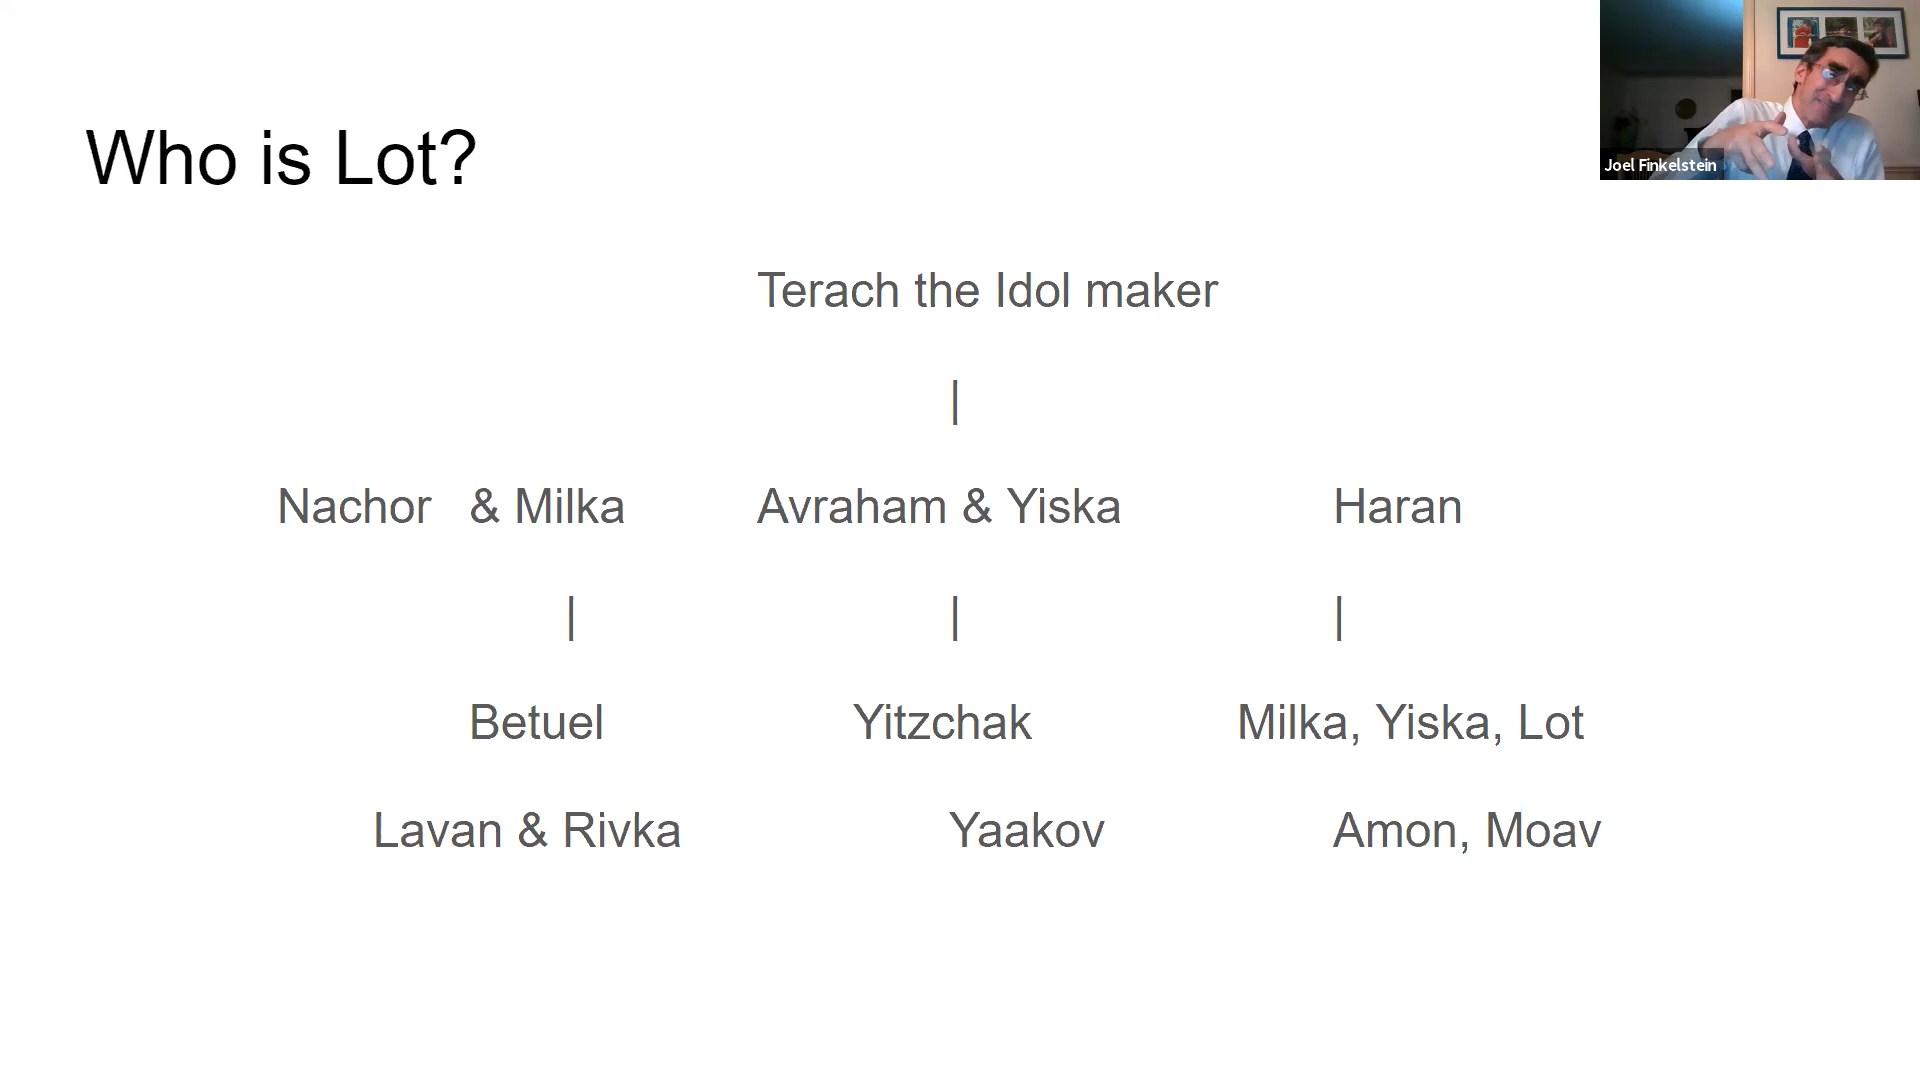 Who is Lot?
Joel Finkelstein
Terach the Idol maker
|
Nachor & Milka Avraham & Yiska Haran
| | |
Betuel Yitzchak Milka, Yiska, Lot
Lavan & Rivka Yaakov Amon, Moav